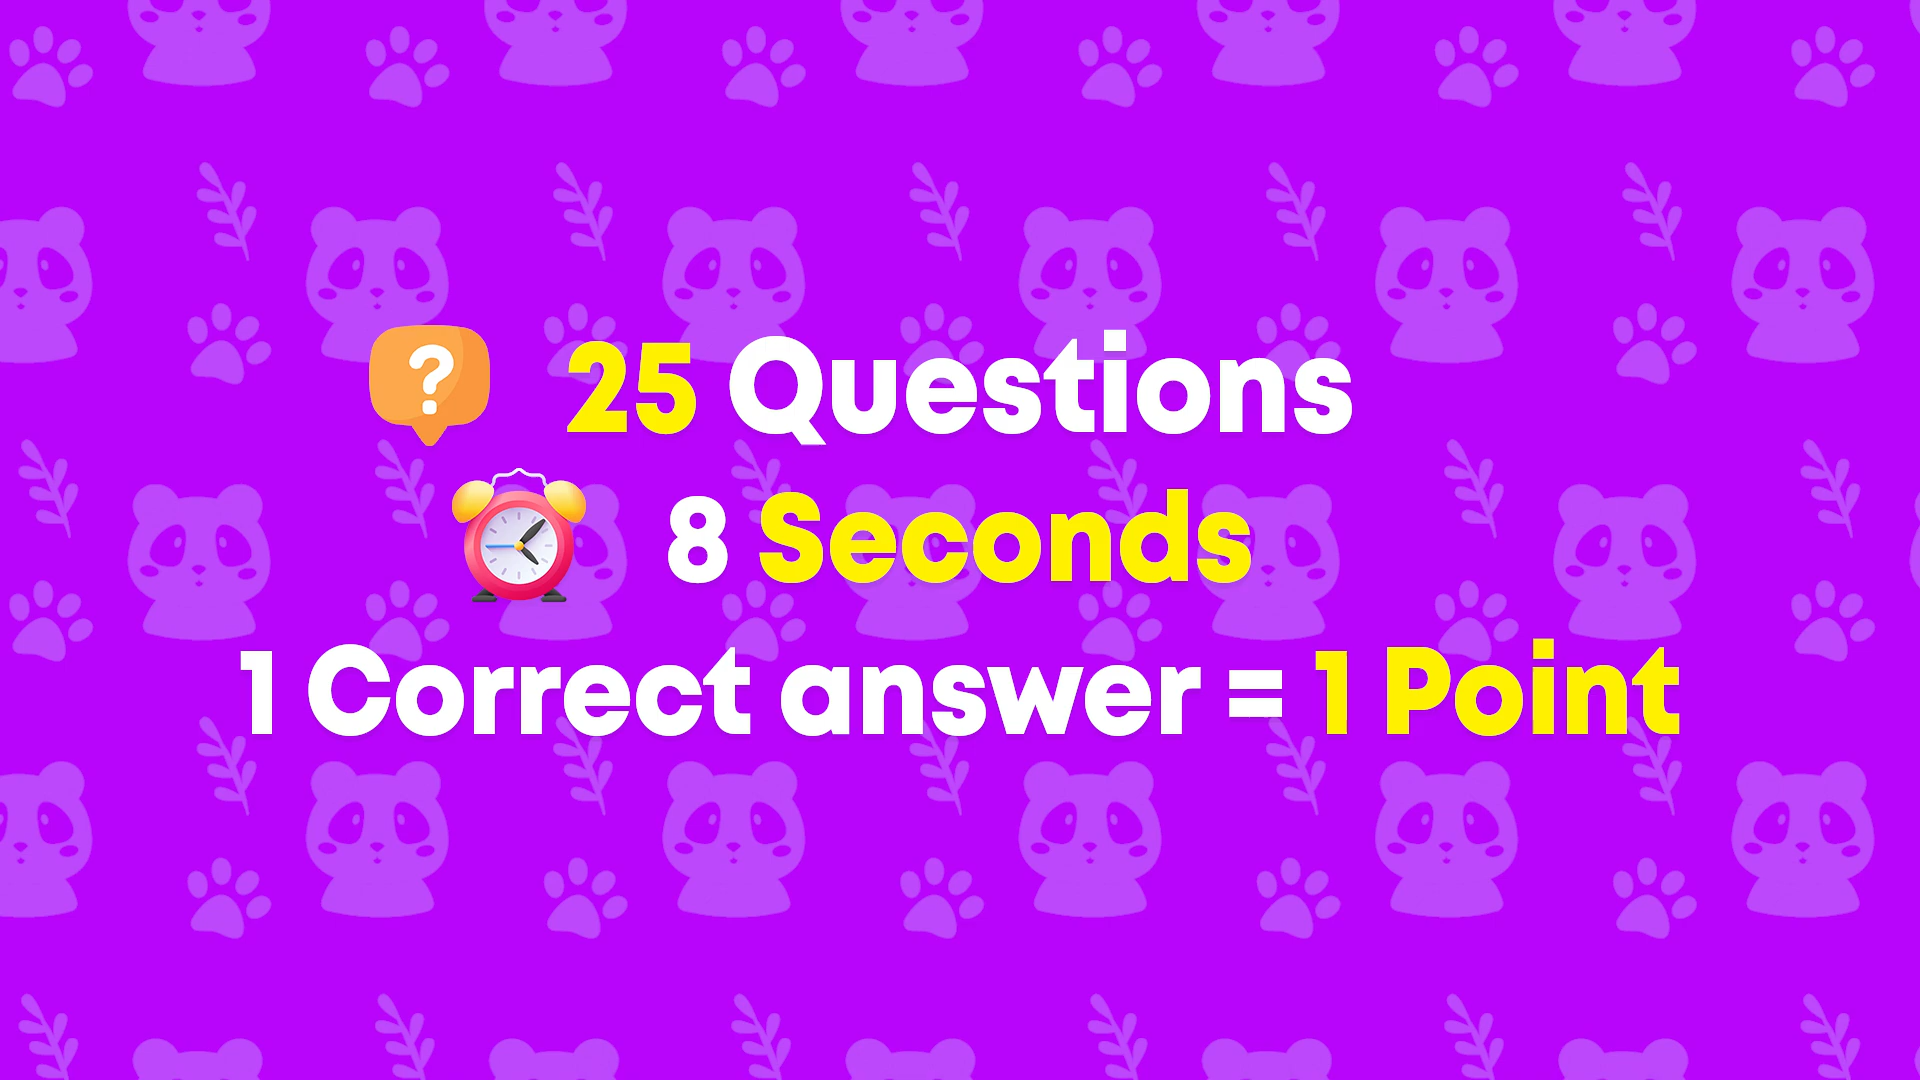 ? 25 Questions
8 Seconds
1 Correct answer = 1 Point